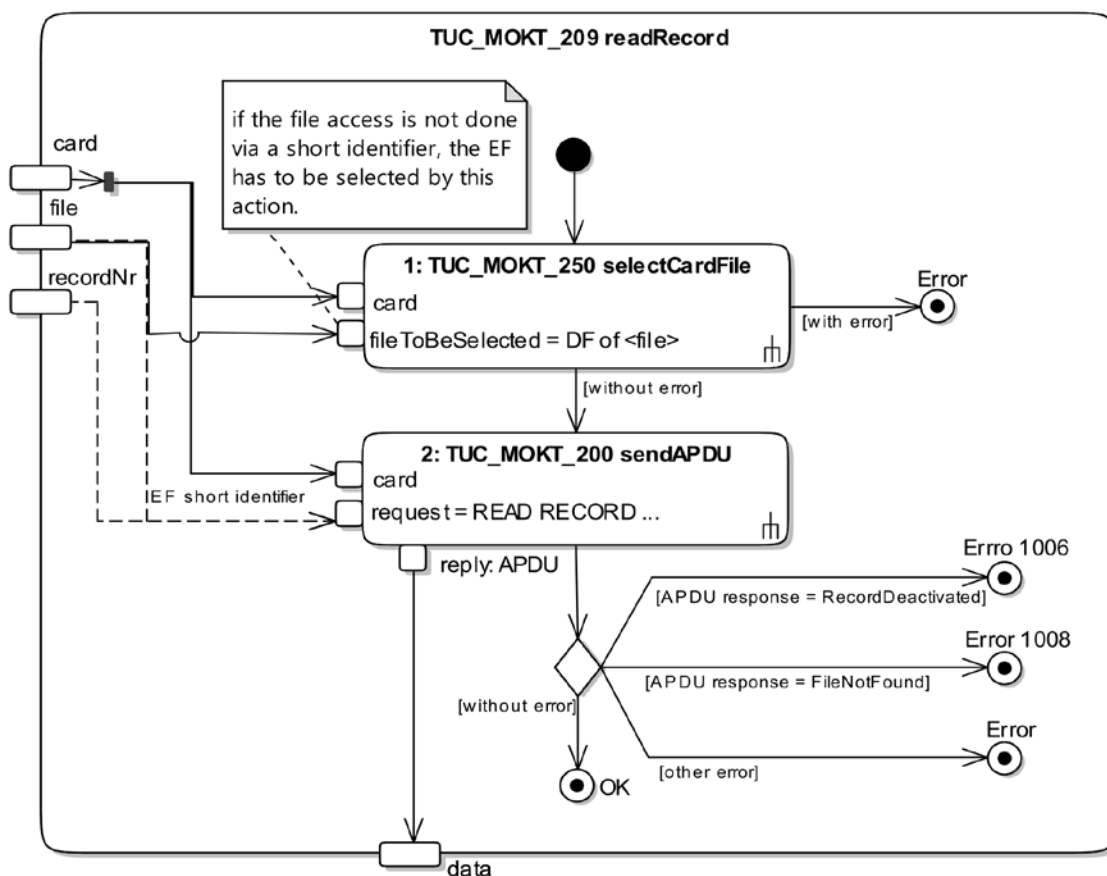 TUC_MOKT_209 readRecord
if the file access is not done
via a short identifier, the EF
has to be selected by this
action.
card
file
recordNr
1: TUC_MOKT_250 selectCardFile
card
fileToBeSelected = DF of <file>
Error
[with error]
[without error]
2: TUC_MOKT_200 sendAPDU
card
EF short identifier
request = READ RECORD ...
reply: APDU
Errro 1006
[APDU response = RecordDeactivated]
Error 1008
[APDU response = FileNotFound]
[without error]
Error
[other error]
OK
data